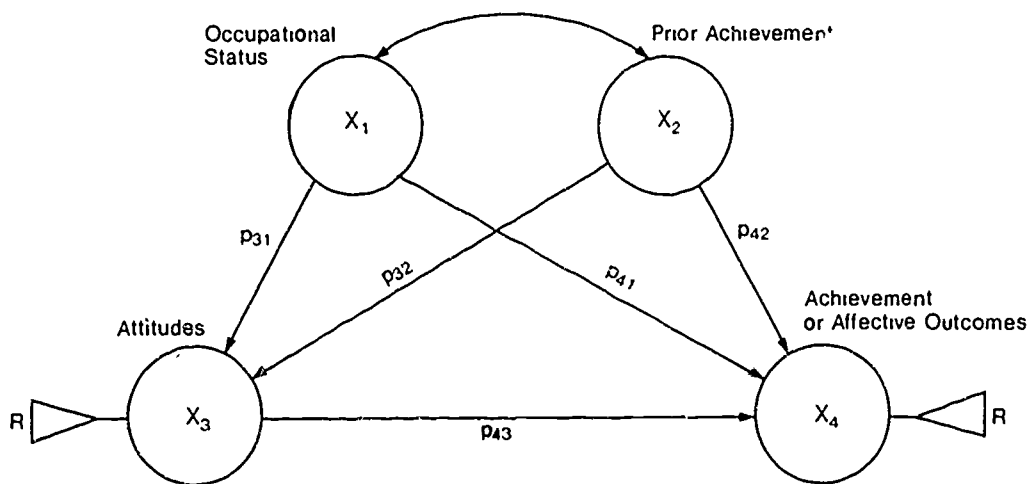 Occupational
Status
Prior Achievement
X₁
X₂
p₃₁
p₃₂
p₄₁
p₄₂
Attitudes
Achievement
or Affective Outcomes
R
X₃
p₄₃
X₄
R